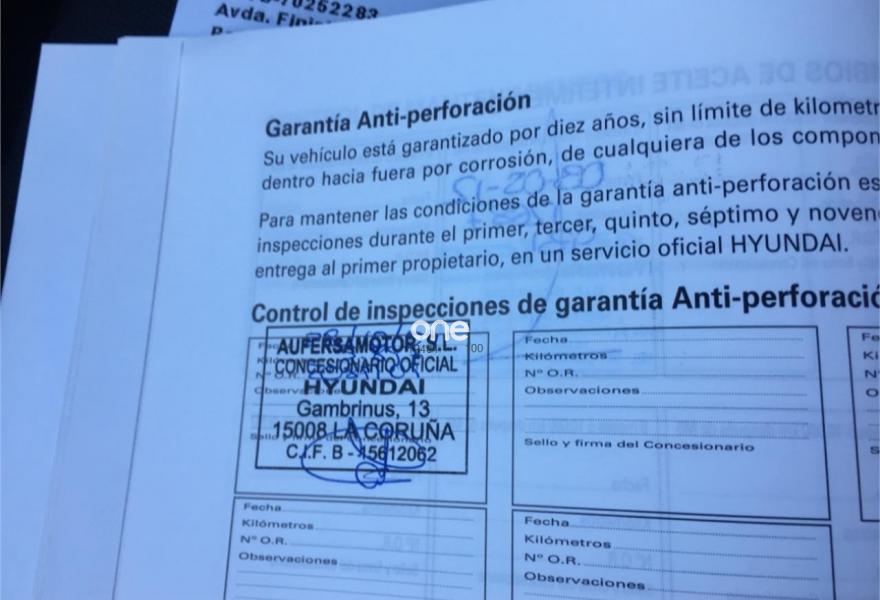 70252283
Avda.
Garantía Anti-perforación
Su vehículo está garantizado por diez años, sin límite de kilometr
dentro hacia fuera por corrosión, de cualquiera de los compon
Para mantener las condiciones de la garantía anti-perforación es
inspecciones durante el primer, tercer, quinto, séptimo y noven
entrega al primer propietario, en un servicio oficial HYUNDAI.
Control de inspecciones de garantía Anti-perforació
one
AUFERSAMOTOR, S.L.
CONCESIONARIO OFICIAL
HYUNDAI
Gambrinus, 13
15008 LA CORUÑA
C.I.F. B - 15612062
Fecha
Kilómetros
N° O.R.
Observaciones
Sello y firma del Concesionario
Fe
Ki
N
O
S
Fecha
Kilómetros
N° O.R.
Observaciones
Fecha
Kilómetros
N° O.R.
Observaciones